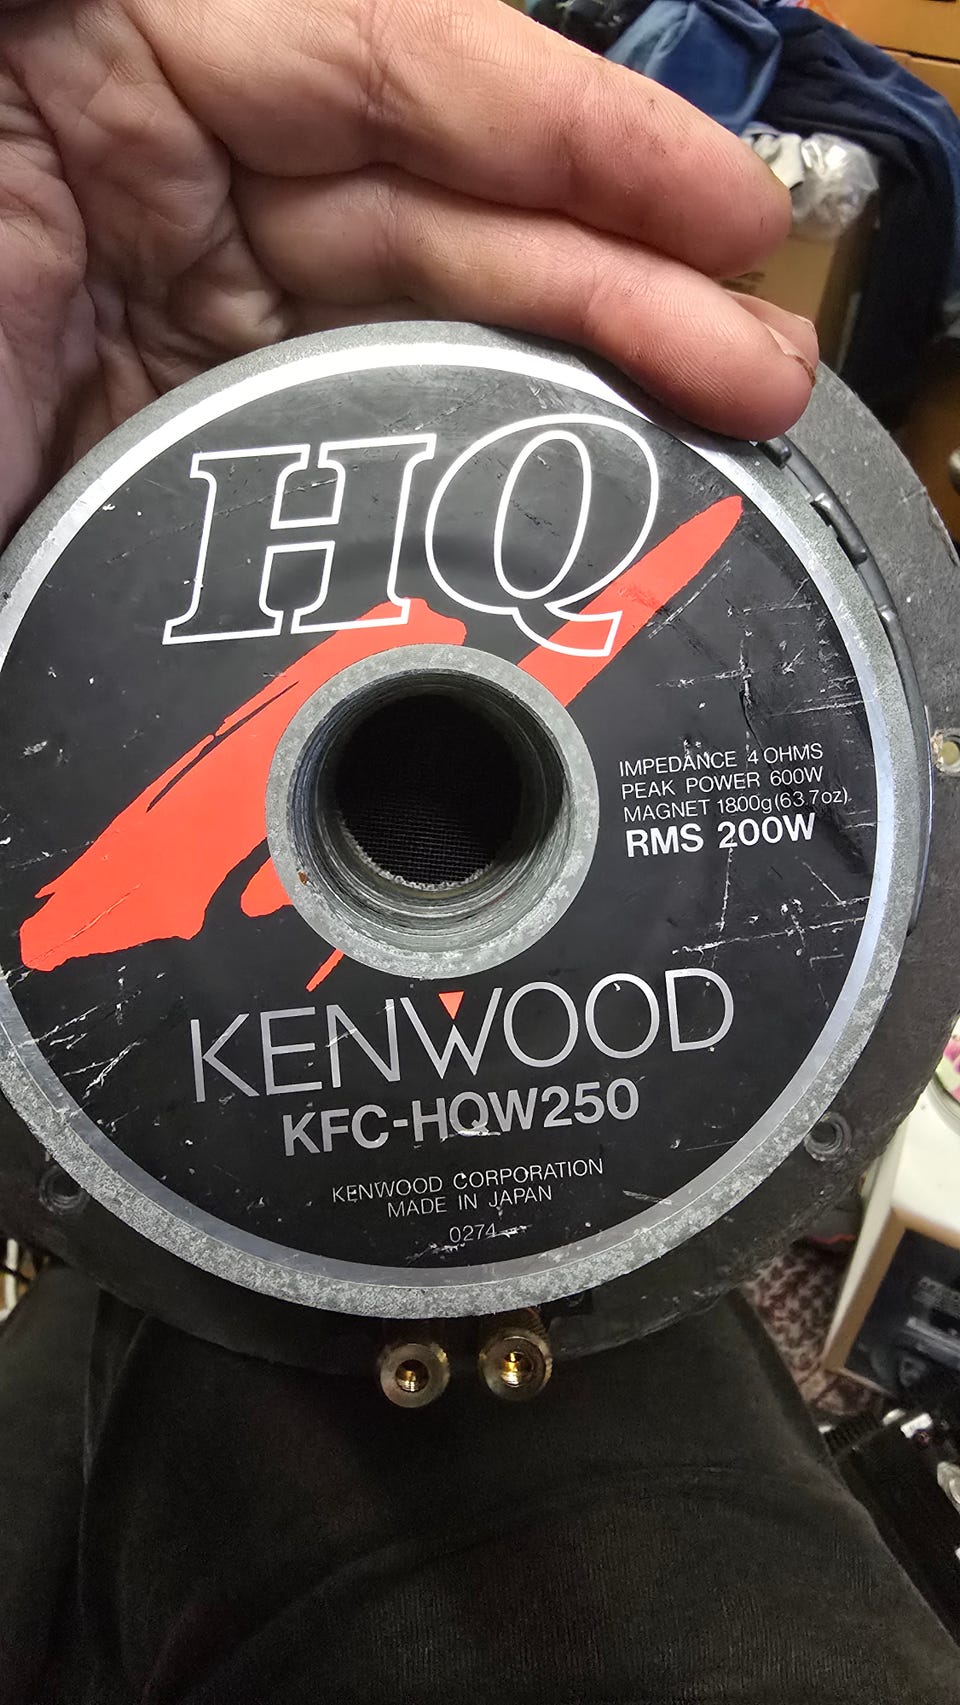 HQ
IMPEDANCE 4 OHMS
PEAK POWER 600W
MAGNET 1800g(63.7oz)
RMS 200W
KENWOOD
KFC-HQW250
KENWOOD CORPORATION
MADE IN JAPAN
0274